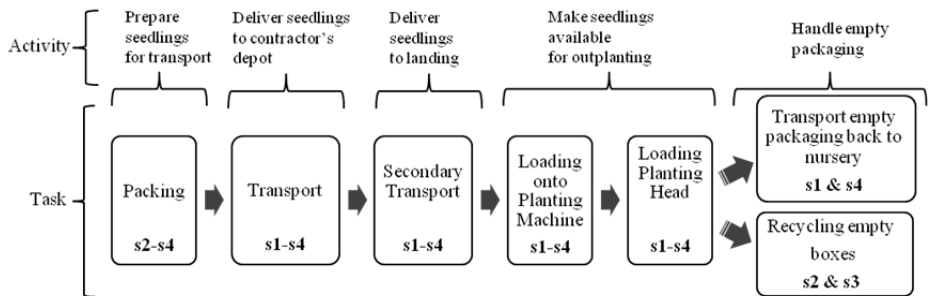 Activity
Prepare
seedlings
for transport
Deliver seedlings
to contractor's
depot
Deliver
seedlings
to landing
Make seedlings
available
for outplanting
Handle empty
packaging
Task
Packing
s2-s4
Transport
s1-s4
Secondary
Transport
s1-s4
Loading
onto
Planting
Machine
s1-s4
Loading
Planting
Head
s1-s4
Transport empty
packaging back to
nursery
s1 & s4
Recycling empty
boxes
s2 & s3